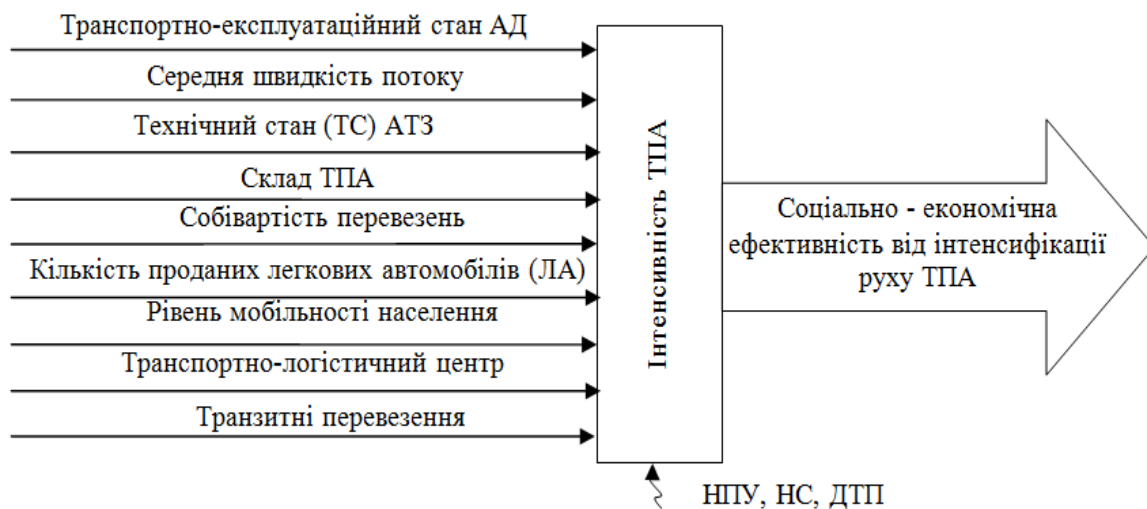 Транспортно-експлуатаційний стан АД
Середня швидкість потоку
Технічний стан (ТС) АТЗ
Склад ТПА
Собівартість перевезень
Кількість проданих легкових автомобілів (ЛА)
Рівень мобільності населення
Транспортно-логістичний центр
Транзитні перевезення
Інтенсивність ТПА
Соціально - економічна
ефективність від інтенсифікації
руху ТПА
НПУ, НС, ДТП